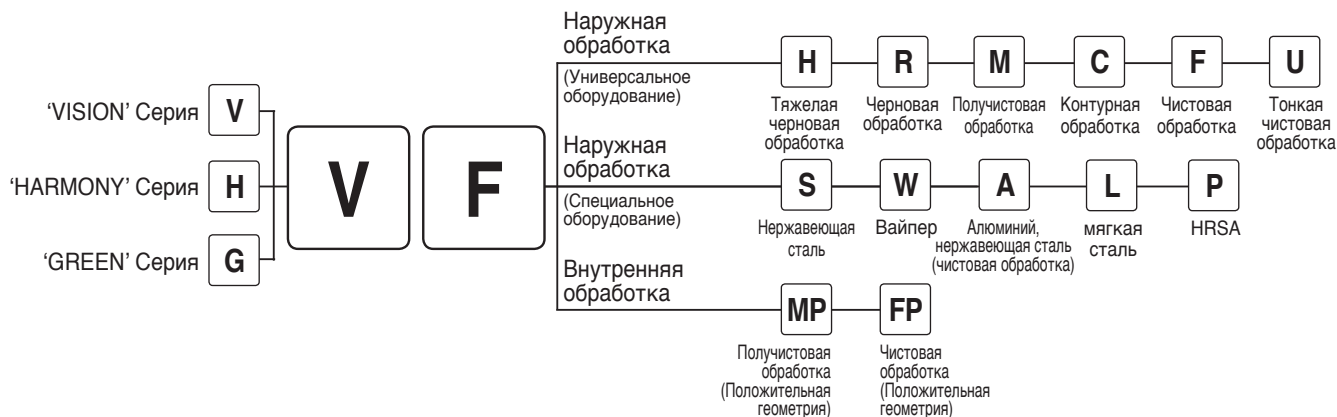 'VISION' Серия
V
'HARMONY' Серия
H
'GREEN' Серия
G
V
F
Наружная
обработка
(Универсальное
оборудование)
H
Тяжелая
черновая
обработка
R
Черновая
обработка
M
Получистовая
обработка
C
Контурная
обработка
F
Чистовая
обработка
U
Тонкая
чистовая
обработка
Наружная
обработка
(Специальное
оборудование)
S
Нержавеющая
сталь
W
Вайпер
A
Алюминий,
нержавеющая сталь
(чистовая обработка)
L
мягкая
сталь
P
HRSA
Внутренняя
обработка
MP
Получистовая
обработка
(Положительная
геометрия)
FP
Чистовая
обработка
(Положительная
геометрия)